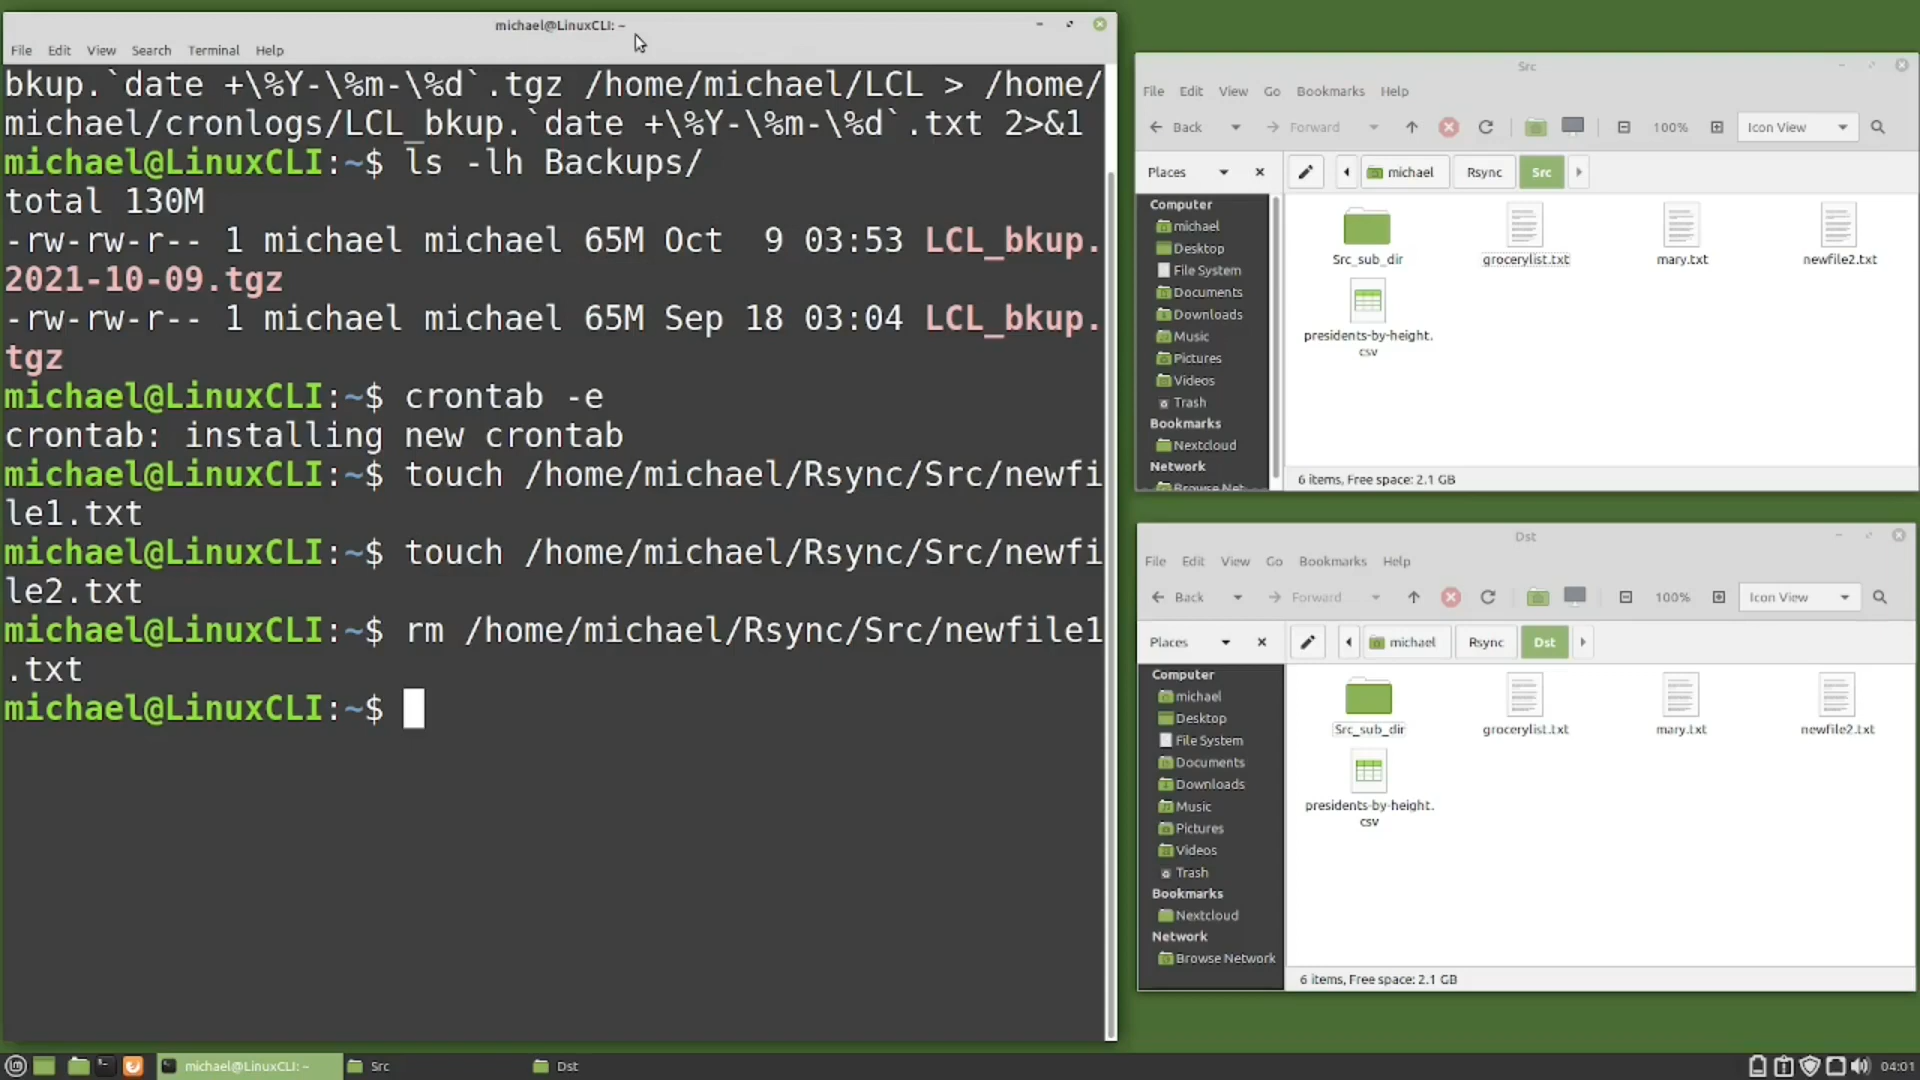 michael@LinuxCLI: ~
File Edit View Search Terminal Help
bkup.`date +\%Y-\%m-\%d`.tgz /home/michael/LCL > /home/
michael/cronlogs/LCL_bkup.`date +\%Y-\%m-\%d`.txt 2>&1
michael@LinuxCLI:~$ ls -lh Backups/
total 130M
-rw-rw-r-- 1 michael michael 65M Oct  9 03:53 LCL_bkup.
2021-10-09.tgz
-rw-rw-r-- 1 michael michael 65M Sep 18 03:04 LCL_bkup.
tgz
michael@LinuxCLI:~$ crontab -e
crontab: installing new crontab
michael@LinuxCLI:~$ touch /home/michael/Rsync/Src/newfi
le1.txt
michael@LinuxCLI:~$ touch /home/michael/Rsync/Src/newfi
le2.txt
michael@LinuxCLI:~$ rm /home/michael/Rsync/Src/newfile1
.txt
michael@LinuxCLI:~$
Src
File Edit View Go Bookmarks Help
Back Forward 100% Icon View
Places michael Rsync Src
Computer
michael
Desktop
File System
Documents
Downloads
Music
Pictures
Videos
Trash
Bookmarks
Nextcloud
Network
Browse Net
Src_sub_dir grocerylist.txt mary.txt newfile2.txt
presidents-by-height.
csv
6 items, Free space: 2.1 GB
Dst
File Edit View Go Bookmarks Help
Back Forward 100% Icon View
Places michael Rsync Dst
Computer
michael
Desktop
File System
Documents
Downloads
Music
Pictures
Videos
Trash
Bookmarks
Nextcloud
Network
Browse Network
Src_sub_dir grocerylist.txt mary.txt newfile2.txt
presidents-by-height.
csv
6 items, Free space: 2.1 GB
michael@LinuxCLI: ~ Src Dst 04:01